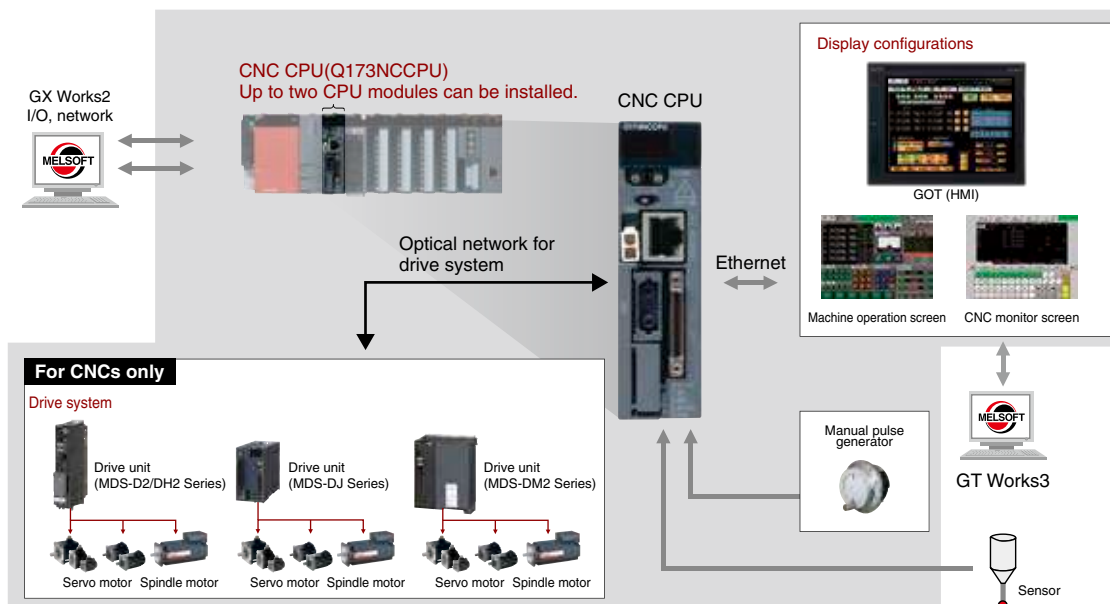 CNC CPU(Q173NCCPU)
Up to two CPU modules can be installed.
GX Works2
I/O, network
MELSOFT
CNC CPU
Display configurations
GOT (HMI)
Machine operation screen
CNC monitor screen
Optical network for
drive system
Ethernet
For CNCs only
Drive system
Drive unit
(MDS-D2/DH2 Series)
Drive unit
(MDS-DJ Series)
Drive unit
(MDS-DM2 Series)
Servo motor
Spindle motor
Servo motor
Spindle motor
Servo motor
Spindle motor
Manual pulse
generator
MELSOFT
GT Works3
Sensor